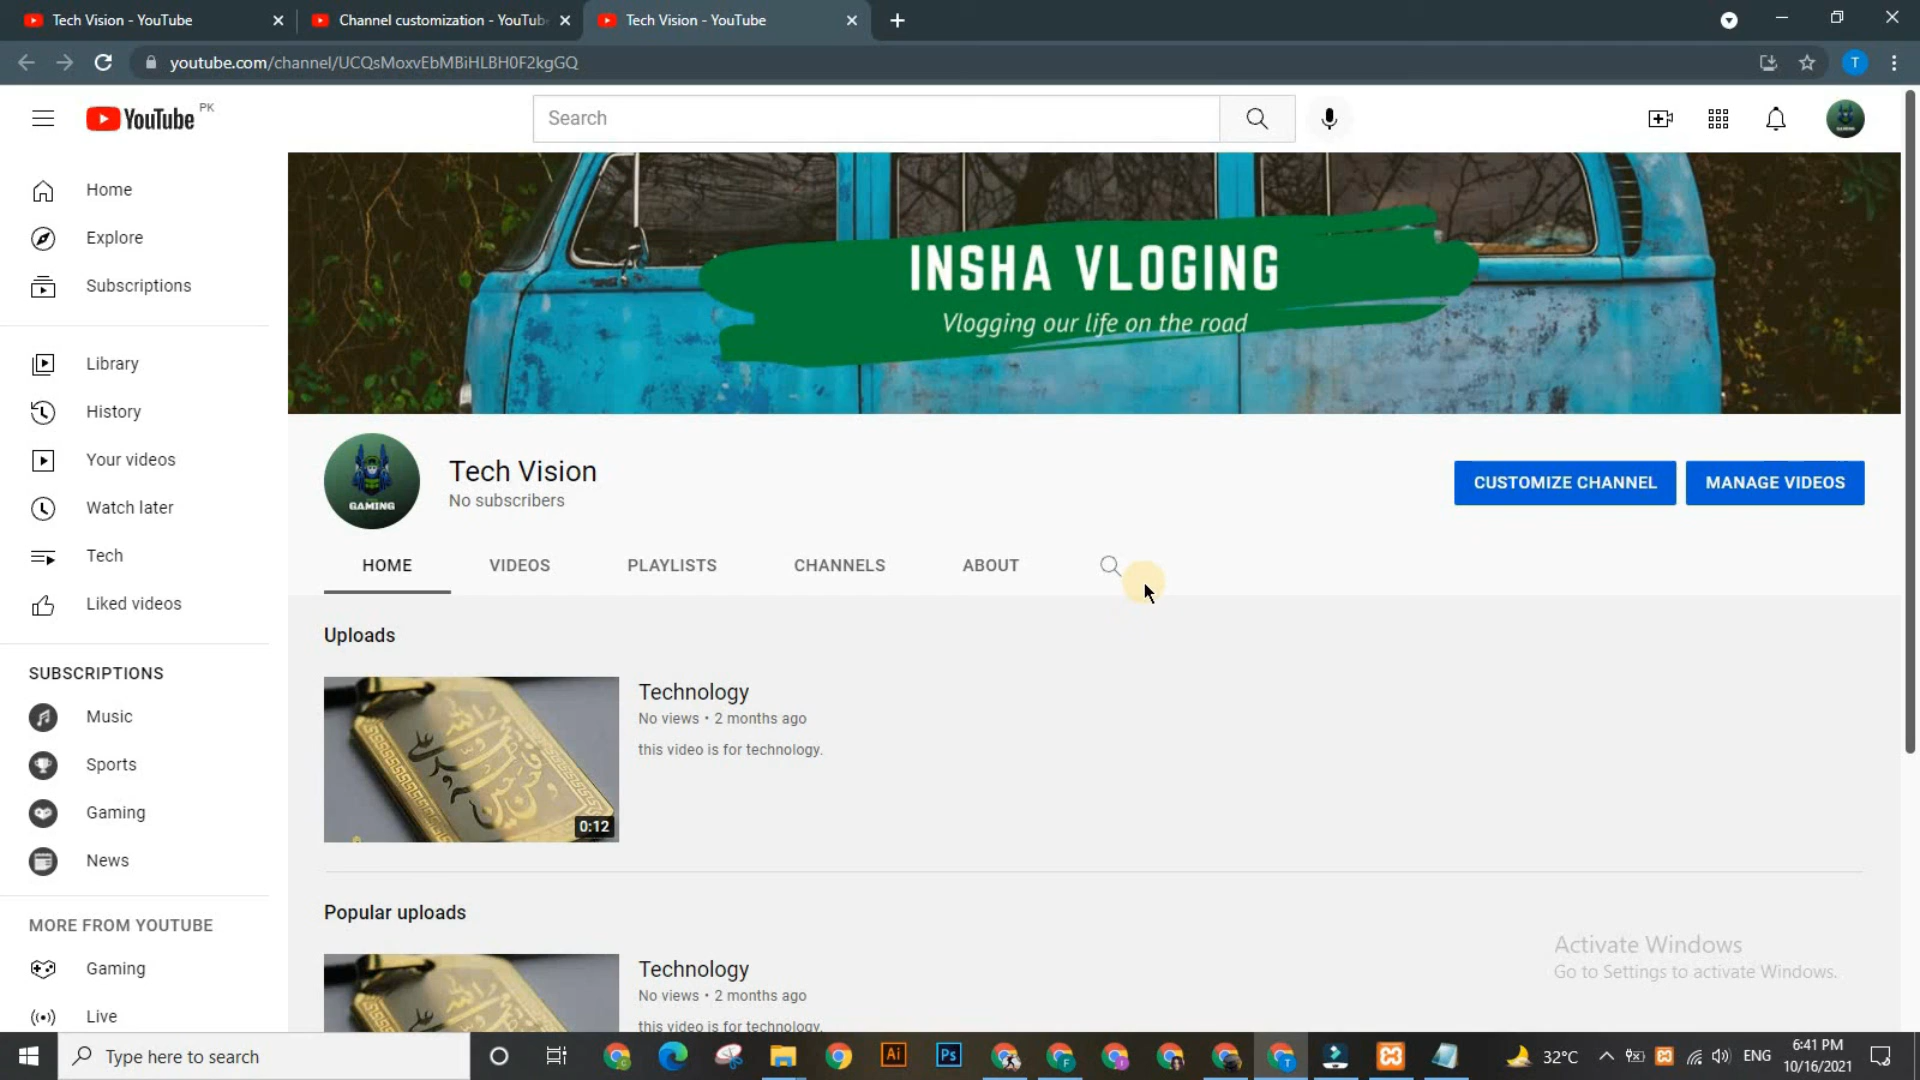 Tech Vision - YouTube
Channel customization - YouTub
Tech Vision - YouTube
youtube.com/channel/UCQsMoxvEbMBiHLBH0F2kgGQ
T
YouTube PK
Search
Home
Explore
Subscriptions
Library
History
Your videos
Watch later
Tech
Liked videos
SUBSCRIPTIONS
Music
Sports
Gaming
News
MORE FROM YOUTUBE
Gaming
Live
INSHA VLOGING
Vlogging our life on the road
GAMING
Tech Vision
No subscribers
CUSTOMIZE CHANNEL
MANAGE VIDEOS
HOME
VIDEOS
PLAYLISTS
CHANNELS
ABOUT
Uploads
0:12
Technology
No views • 2 months ago
this video is for technology.
Popular uploads
Technology
No views • 2 months ago
this video is for technology.
Activate Windows
Go to Settings to activate Windows.
Type here to search
Ai
Ps
32°C
ENG
6:41 PM
10/16/2021